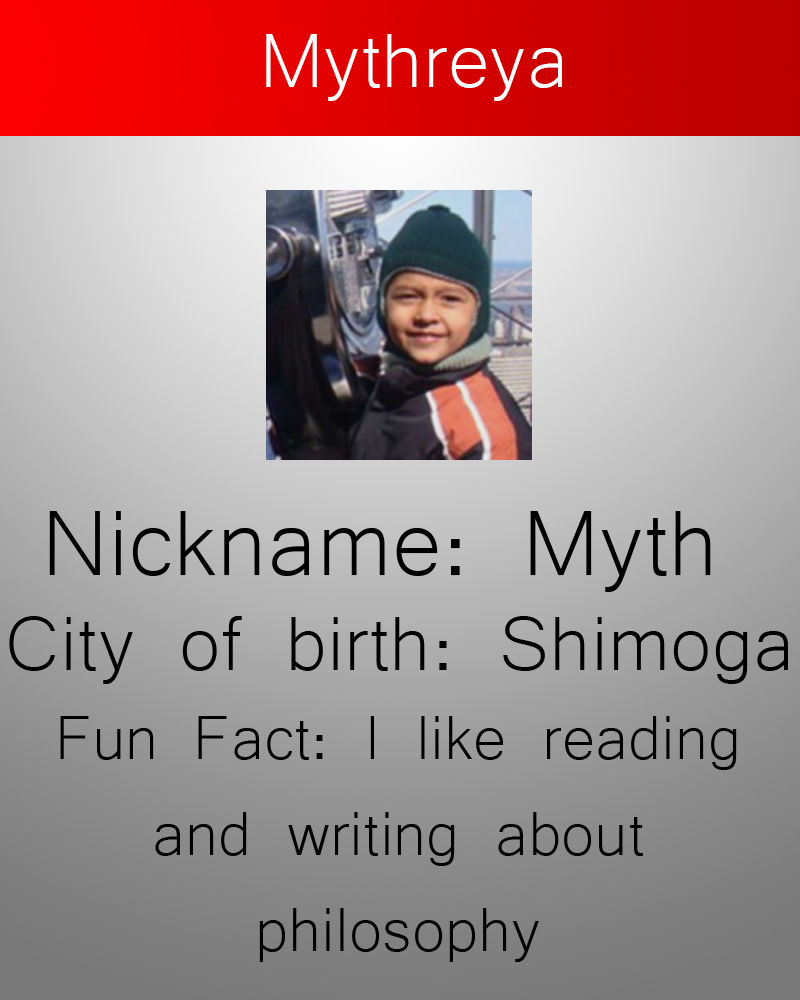 Mythreya
Nickname: Myth
City of birth: Shimoga
Fun Fact: I like reading
and writing about
philosophy